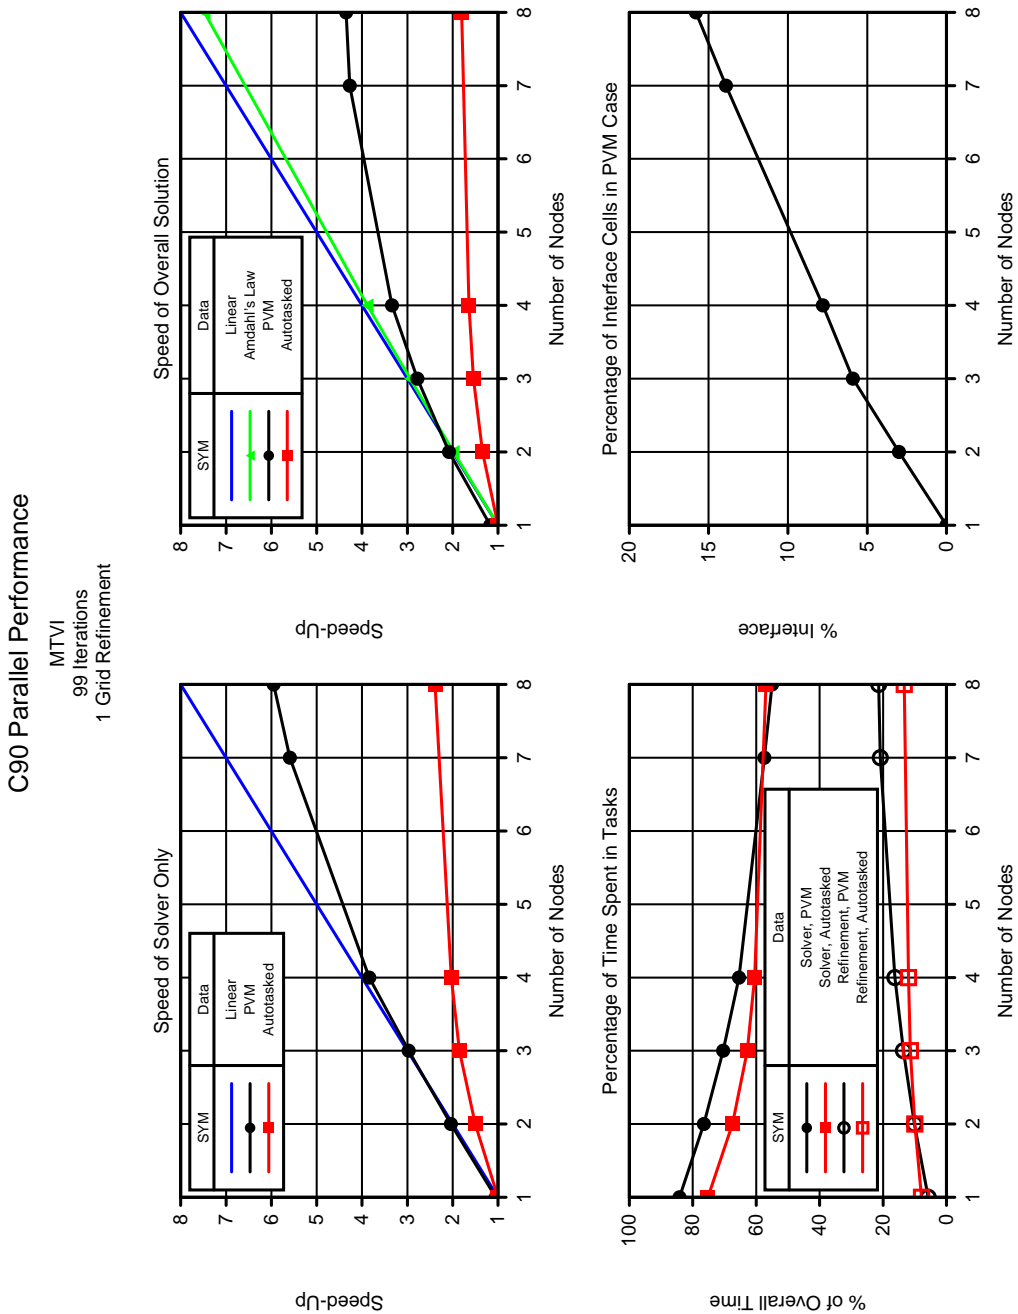 C90 Parallel Performance
MTVI
99 Iterations
1 Grid Refinement
Speed of Solver Only
Speed-Up
8
7
6
5
4
3
2
1
SYM Data
Linear
PVM
Autotasked
1 2 3 4 5 6 7 8
Number of Nodes
Speed of Overall Solution
Speed-Up
8
7
6
5
4
3
2
1
SYM Data
Linear
Amdahl's Law
PVM
Autotasked
1 2 3 4 5 6 7 8
Number of Nodes
Percentage of Time Spent in Tasks
% of Overall Time
100
80
60
40
20
0
SYM Data
Solver, PVM
Solver, Autotasked
Refinement, PVM
Refinement, Autotasked
1 2 3 4 5 6 7 8
Number of Nodes
Percentage of Interface Cells in PVM Case
% Interface
20
15
10
5
0
1 2 3 4 5 6 7 8
Number of Nodes